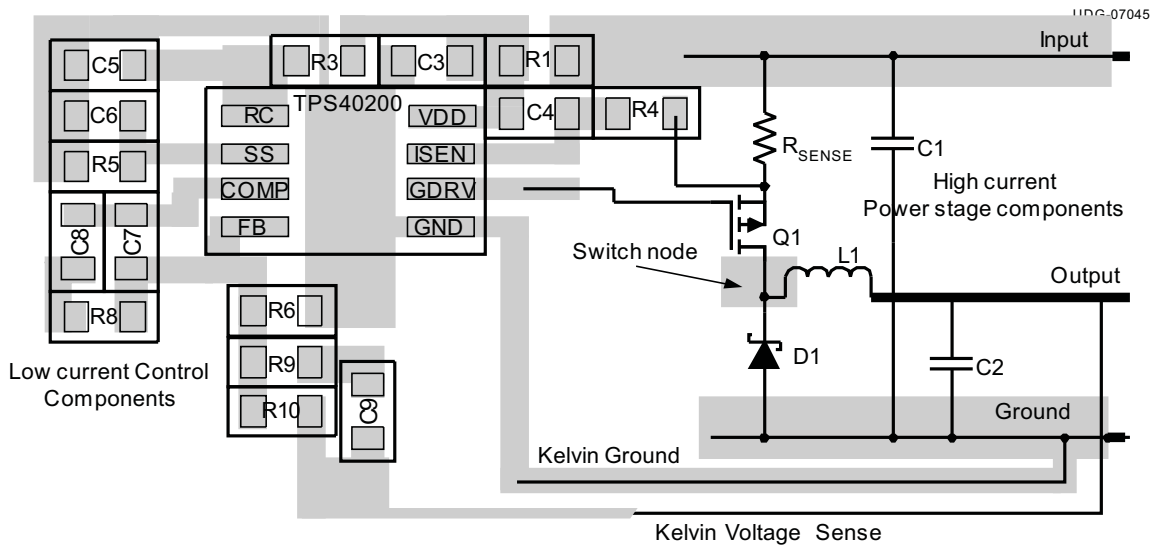 UDG-07045
Input
C5
R3
C3
R1
TPS40200
C6
RC
VDD
C4
R4
R5
SS
ISEN
RSENSE
C1
COMP
GDRV
High current
Power stage components
C8
C7
FB
GND
Q1
Switch node
L1
Output
R8
R6
Low current Control
Components
R9
D1
C2
R10
C9
Ground
Kelvin Ground
Kelvin Voltage Sense